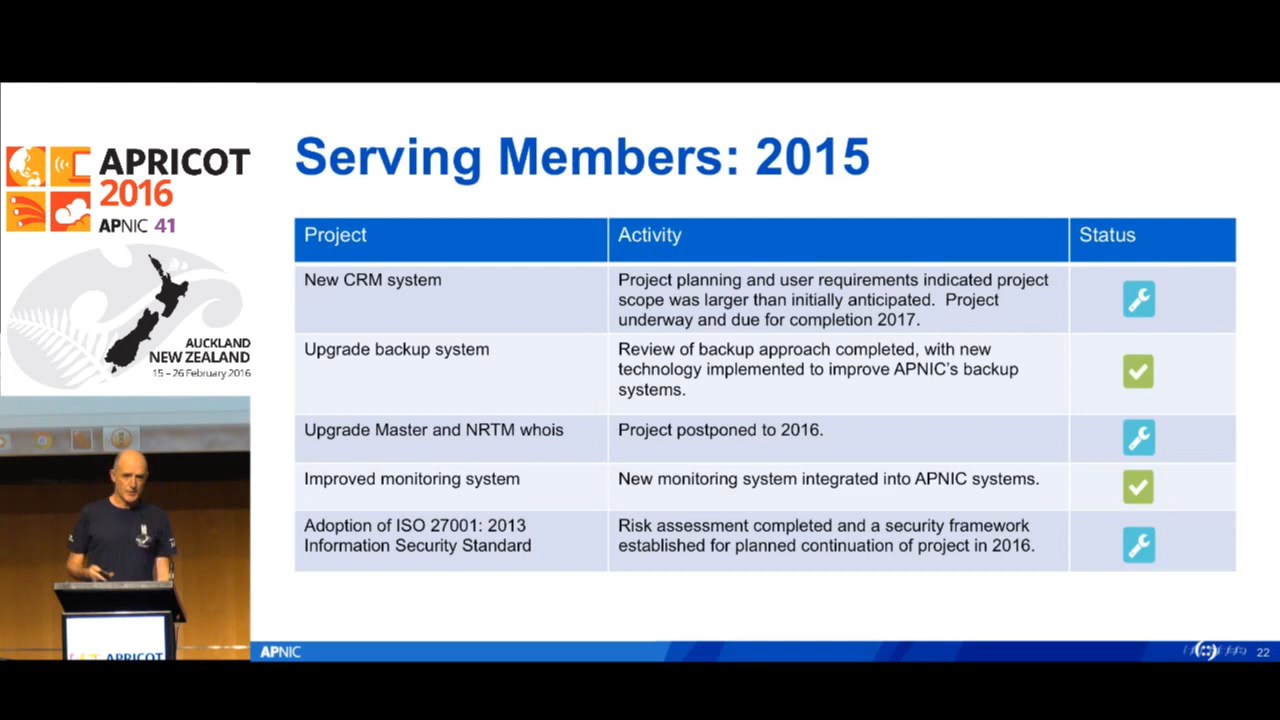 APRICOT
2016
APNIC 41
AUCKLAND
NEW ZEALAND
15 – 26 February 2016
Serving Members: 2015
Project Activity Status
New CRM system
Project planning and user requirements indicated project
scope was larger than initially anticipated. Project
underway and due for completion 2017.
Upgrade backup system
Review of backup approach completed, with new
technology implemented to improve APNIC's backup
systems.
Upgrade Master and NRTM whois
Project postponed to 2016.
Improved monitoring system
New monitoring system integrated into APNIC systems.
Adoption of ISO 27001: 2013
Information Security Standard
Risk assessment completed and a security framework
established for planned continuation of project in 2016.
APRICOT
APNIC
22